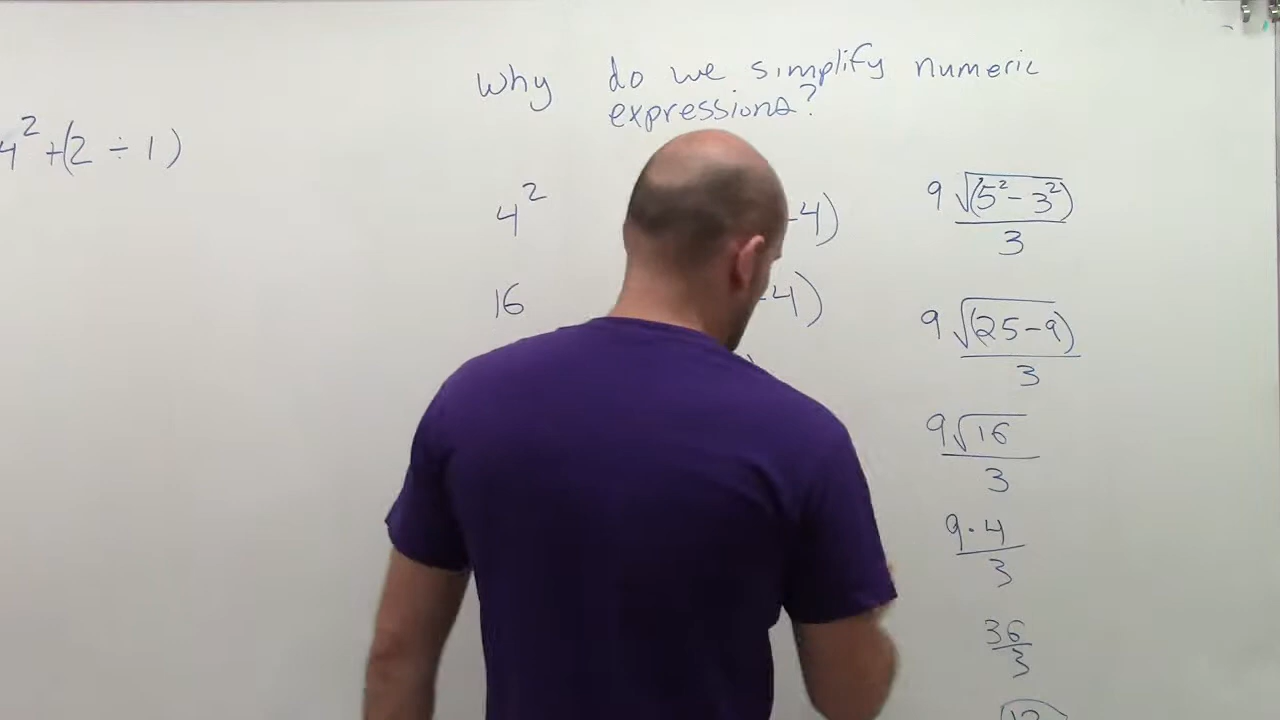 Why do we simplify numeric
expressions?
4² + (2 ÷ 1)
4²
16
-4)
-4)
9 √(5² - 3²)
3
9 √(25 - 9)
3
9 √16
3
9 · 4
3
36
3
12